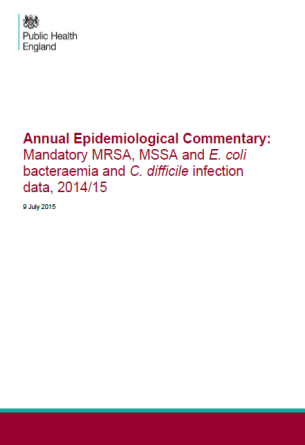 Public Health
England
Annual Epidemiological Commentary:
Mandatory MRSA, MSSA and E. coli
bacteraemia and C. difficile infection
data, 2014/15
9 July 2015